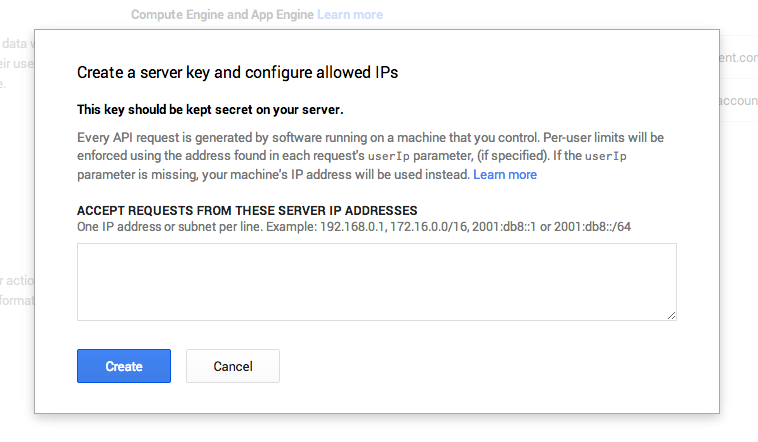 Compute Engine and App Engine Learn more
data
eir use
e.
ent.con
accoun
Create a server key and configure allowed IPs
This key should be kept secret on your server.
Every API request is generated by software running on a machine that you control. Per-user limits will be
enforced using the address found in each request's userIp parameter, (if specified). If the userIp
parameter is missing, your machine's IP address will be used instead. Learn more
ACCEPT REQUESTS FROM THESE SERVER IP ADDRESSES
One IP address or subnet per line. Example: 192.168.0.1, 172.16.0.0/16, 2001:db8::1 or 2001:db8::/64
r actio
format
Create Cancel